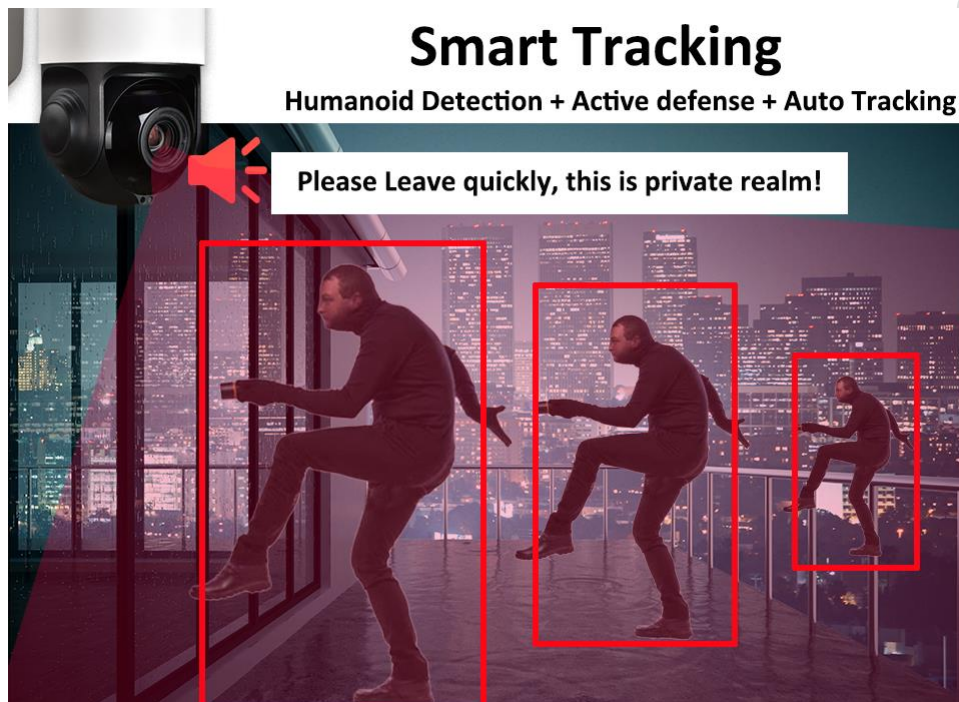 Smart Tracking
Humanoid Detection + Active defense + Auto Tracking
Please Leave quickly, this is private realm!